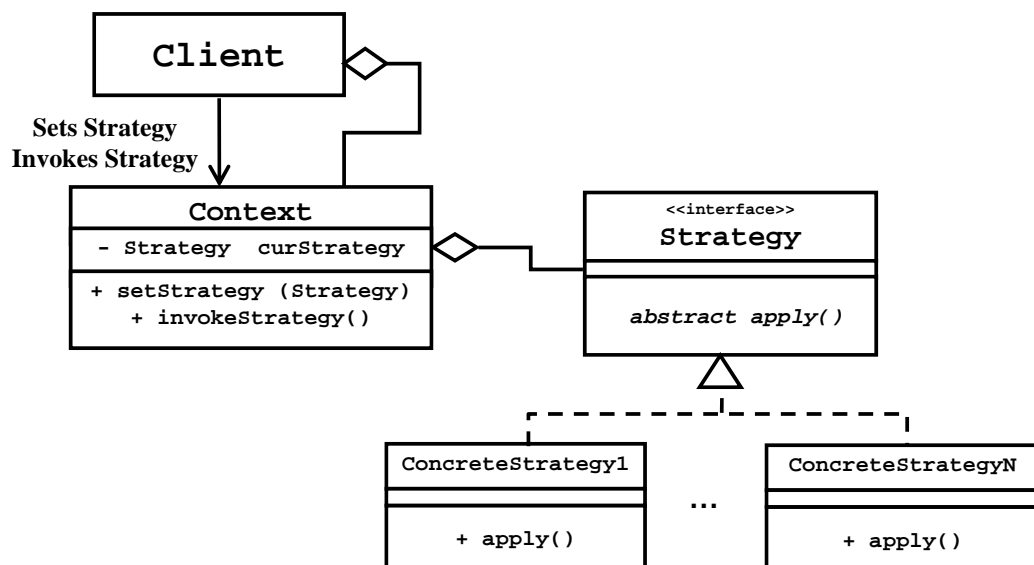 Client
Sets Strategy
Invokes Strategy
Context
- Strategy curStrategy
+ setStrategy (Strategy)
+ invokeStrategy()
<<interface>>
Strategy
abstract apply()
ConcreteStrategy1
+ apply()
...
ConcreteStrategyN
+ apply()